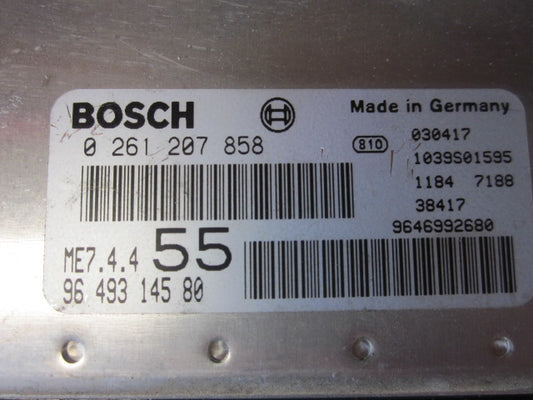 BOSCH
Made in Germany
0 261 207 858
810
030417
1039S01595
1184 7188
38417
9646992680
ME7.4.4 55
96 493 145 80